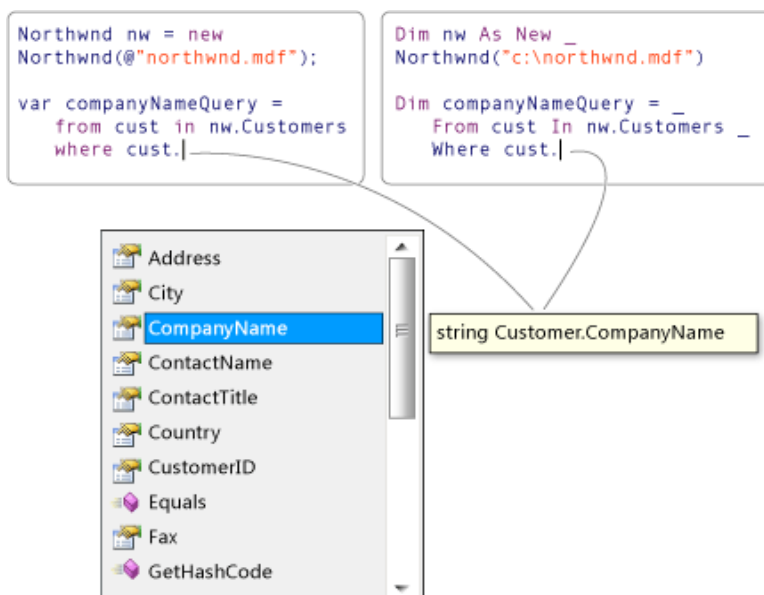 Northwnd nw = new
Northwnd(@"northwnd.mdf");
var companyNameQuery =
from cust in nw.Customers
where cust.
Dim nw As New _
Northwnd("c:\northwnd.mdf")
Dim companyNameQuery = _
From cust In nw.Customers _
Where cust.
Address
City
CompanyName
ContactName
ContactTitle
Country
CustomerID
Equals
Fax
GetHashCode
string Customer.CompanyName